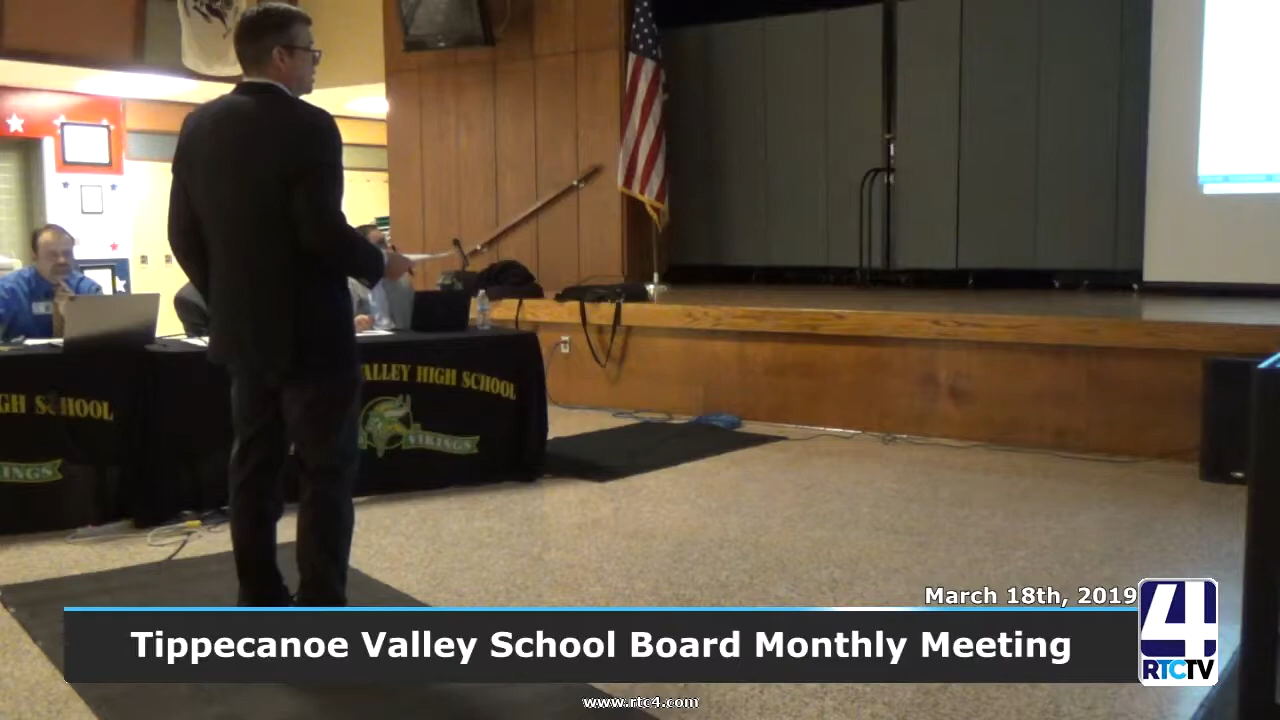 VALLEY HIGH SCHOOL
GH SCHOOL
VIKINGS
INGS
March 18th, 2019
4
RTCTV
Tippecanoe Valley School Board Monthly Meeting
www.rtc4.com